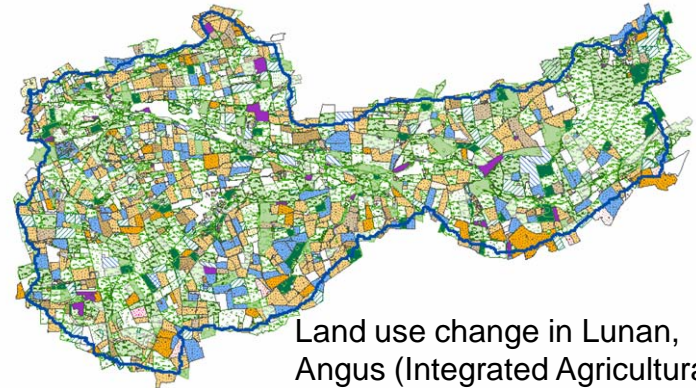 Land use change in Lunan,
Angus (Integrated Agricultura